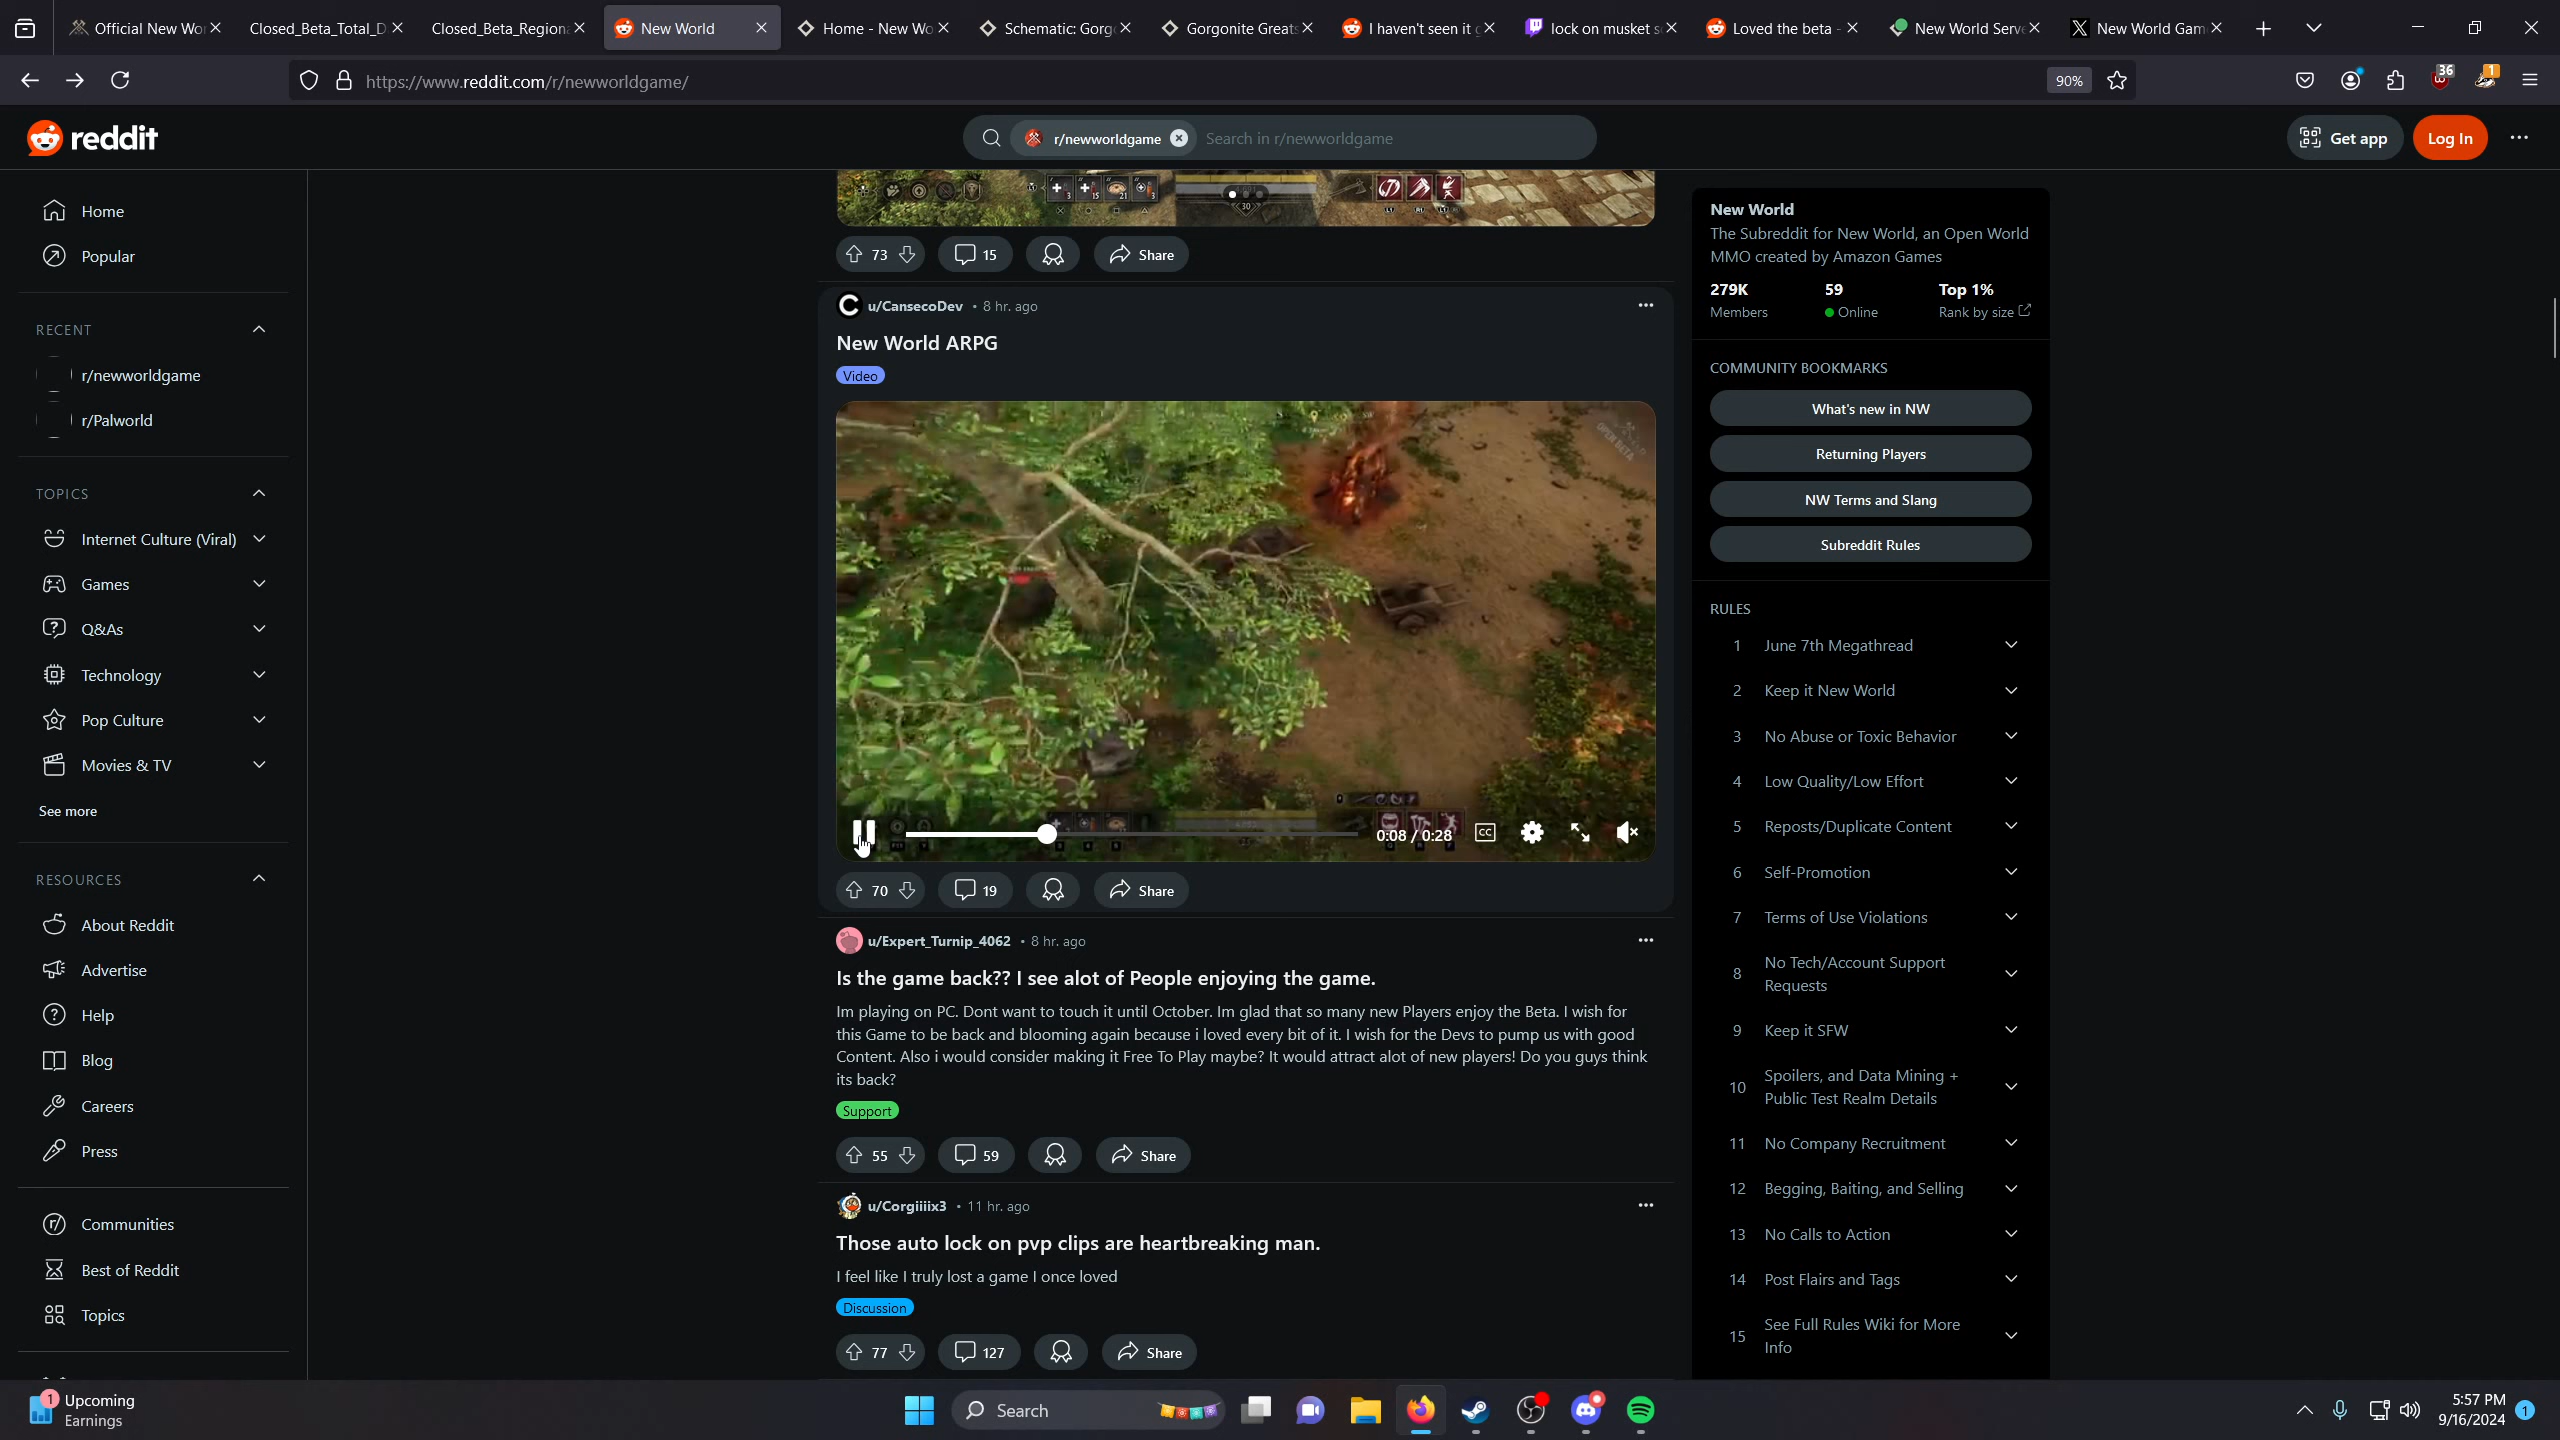 Official New Wor
Closed_Beta_Total_D
Closed_Beta_Regiona
New World
Home - New Wo
Schematic: Gorg
Gorgonite Greats
I haven't seen it g
lock on musket s
Loved the beta -
New World Serv
New World Gam
https://www.reddit.com/r/newworldgame/
90%
36
1
reddit
r/newworldgame
Search in r/newworldgame
Get app
Log In
Home
Popular
RECENT
r/newworldgame
r/Palworld
TOPICS
Internet Culture (Viral)
Games
Q&As
Technology
Pop Culture
Movies & TV
See more
RESOURCES
About Reddit
Advertise
Help
Blog
Careers
Press
Communities
Best of Reddit
Topics
3
15
21
3
30
73
15
Share
u/CansecoDev • 8 hr. ago
New World ARPG
Video
OPEN BETA
0:08 / 0:28
CC
70
19
Share
u/Expert_Turnip_4062 • 8 hr. ago
Is the game back?? I see alot of People enjoying the game.
Im playing on PC. Dont want to touch it until October. Im glad that so many new Players enjoy the Beta. I wish for
this Game to be back and blooming again because i loved every bit of it. I wish for the Devs to pump us with good
Content. Also i would consider making it Free To Play maybe? It would attract alot of new players! Do you guys think
its back?
Support
55
59
Share
u/Corgiiiix3 • 11 hr. ago
Those auto lock on pvp clips are heartbreaking man.
I feel like I truly lost a game I once loved
Discussion
77
127
Share
New World
The Subreddit for New World, an Open World
MMO created by Amazon Games
279K
59
Top 1%
Members
Online
Rank by size
COMMUNITY BOOKMARKS
What's new in NW
Returning Players
NW Terms and Slang
Subreddit Rules
RULES
1 June 7th Megathread
2 Keep it New World
3 No Abuse or Toxic Behavior
4 Low Quality/Low Effort
5 Reposts/Duplicate Content
6 Self-Promotion
7 Terms of Use Violations
8 No Tech/Account Support
Requests
9 Keep it SFW
10 Spoilers, and Data Mining +
Public Test Realm Details
11 No Company Recruitment
12 Begging, Baiting, and Selling
13 No Calls to Action
14 Post Flairs and Tags
15 See Full Rules Wiki for More
Info
1
Upcoming
Earnings
Search
5:57 PM
9/16/2024
1